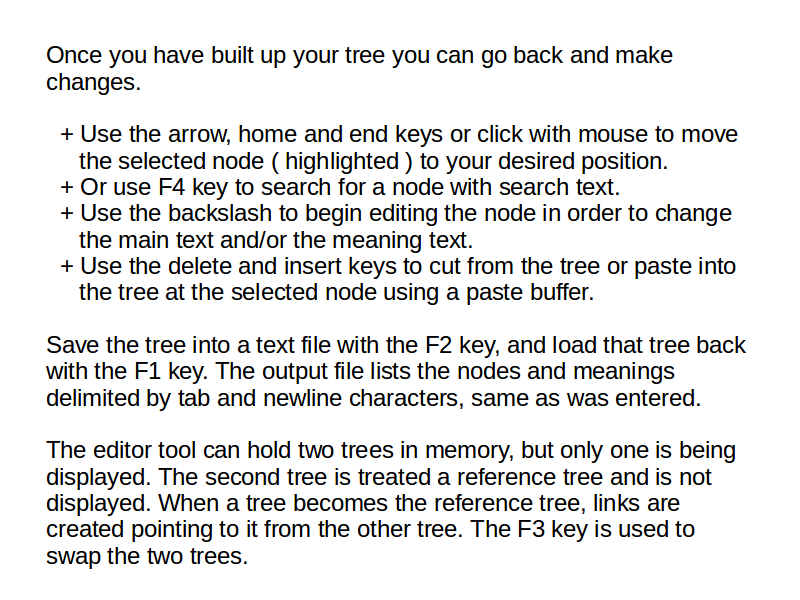 Once you have built up your tree you can go back and make
changes.
+ Use the arrow, home and end keys or click with mouse to move
the selected node ( highlighted ) to your desired position.
+ Or use F4 key to search for a node with search text.
+ Use the backslash to begin editing the node in order to change
the main text and/or the meaning text.
+ Use the delete and insert keys to cut from the tree or paste into
the tree at the selected node using a paste buffer.
Save the tree into a text file with the F2 key, and load that tree back
with the F1 key. The output file lists the nodes and meanings
delimited by tab and newline characters, same as was entered.
The editor tool can hold two trees in memory, but only one is being
displayed. The second tree is treated a reference tree and is not
displayed. When a tree becomes the reference tree, links are
created pointing to it from the other tree. The F3 key is used to
swap the two trees.